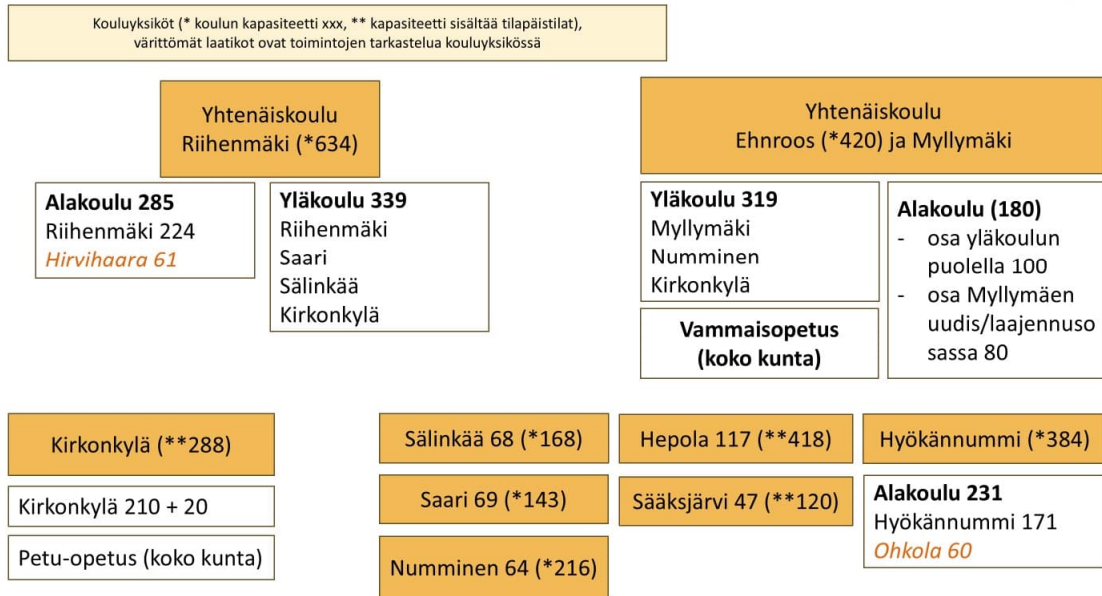 Kouluyksiköt (* koulun kapasiteetti xxx, ** kapasiteetti sisältää tilapäistilat),
värittömät laatikot ovat toimintojen tarkastelua kouluyksikössä
Yhtenäiskoulu
Riihenmäki (*634)
Alakoulu 285
Riihenmäki 224
Hirvihaara 61
Yläkoulu 339
Riihenmäki
Saari
Sälinkää
Kirkonkylä
Yhtenäiskoulu
Ehnroos (*420) ja Myllymäki
Yläkoulu 319
Myllymäki
Numminen
Kirkonkylä
Vammaisopetus
(koko kunta)
Alakoulu (180)
- osa yläkoulun
puolella 100
- osa Myllymäen
uudis/laajennuso
sassa 80
Kirkonkylä (**288)
Kirkonkylä 210 + 20
Petu-opetus (koko kunta)
Sälinkää 68 (*168)
Saari 69 (*143)
Numminen 64 (*216)
Hepola 117 (**418)
Sääksjärvi 47 (**120)
Hyökännummi (*384)
Alakoulu 231
Hyökännummi 171
Ohkola 60